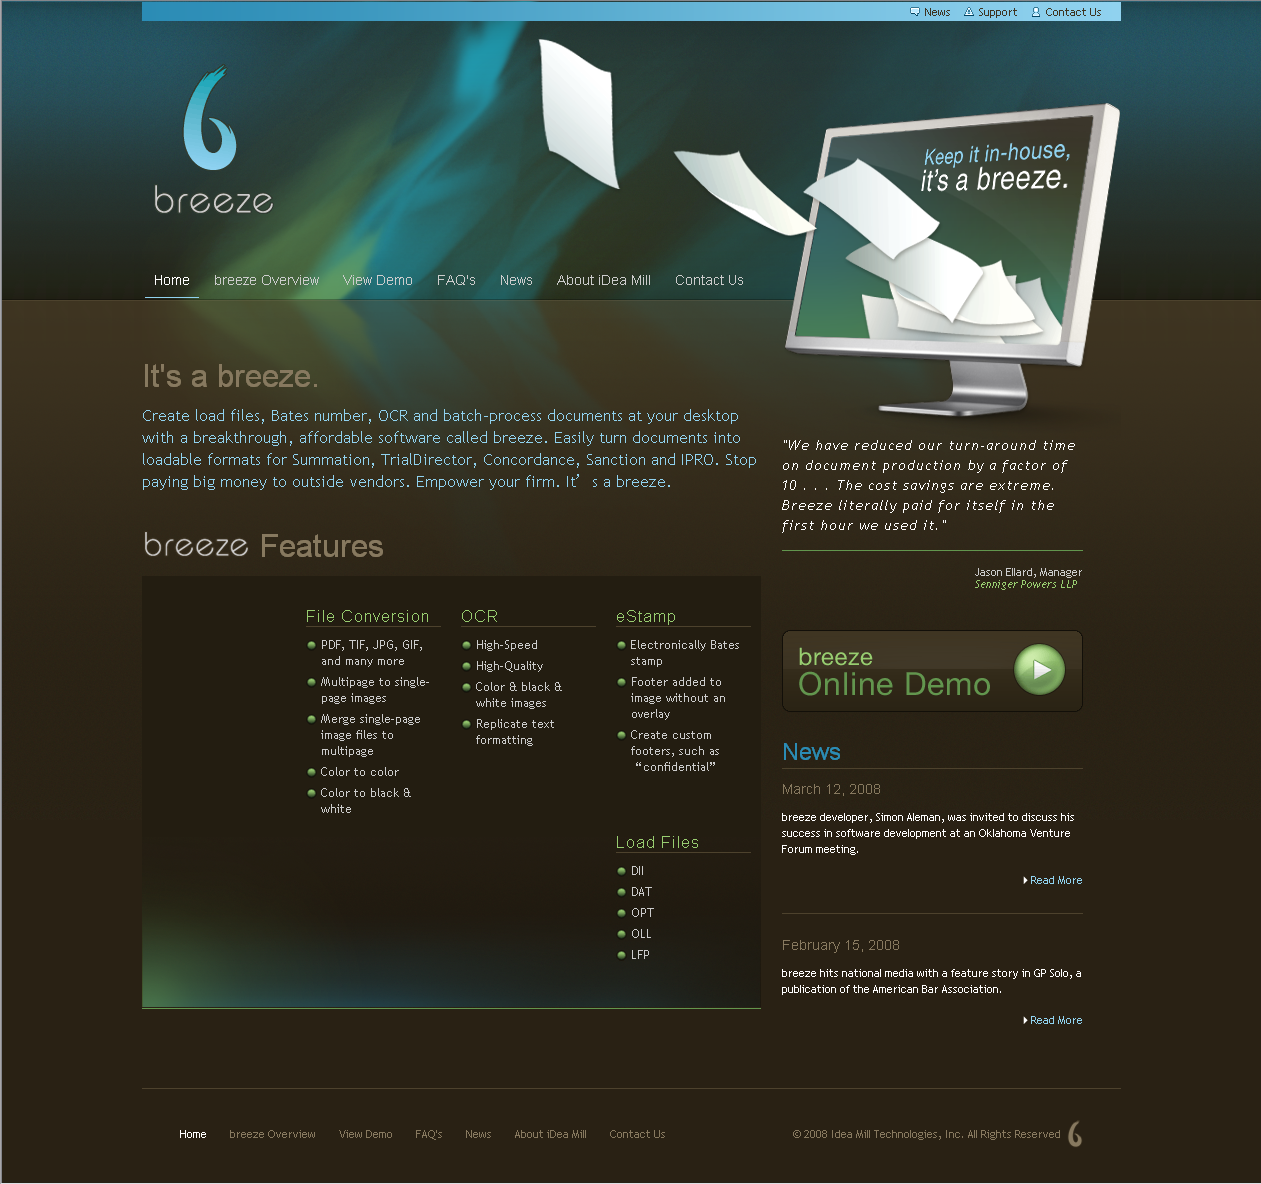 News Support Contact Us
Keep it in-house,
it's a breeze.
breeze
Home breeze Overview View Demo FAQ's News About iDea Mill Contact Us
It's a breeze.
Create load files, Bates number, OCR and batch-process documents at your desktop
with a breakthrough, affordable software called breeze. Easily turn documents into
loadable formats for Summation, TrialDirector, Concordance, Sanction and IPRO. Stop
paying big money to outside vendors. Empower your firm. It’s a breeze.
"We have reduced our turn-around time
on document production by a factor of
10 . . . The cost savings are extreme.
Breeze literally paid for itself in the
first hour we used it."
Jason Ellard, Manager
Senniger Powers LLP
breeze Features
File Conversion
PDF, TIF, JPG, GIF,
and many more
Multipage to single-
page images
Merge single-page
image files to
multipage
Color to color
Color to black &
white
OCR
High-Speed
High-Quality
Color & black &
white images
Replicate text
formatting
eStamp
Electronically Bates
stamp
Footer added to
image without an
overlay
Create custom
footers, such as
“confidential”
Load Files
DII
DAT
OPT
OLL
LFP
breeze
Online Demo
News
March 12, 2008
breeze developer, Simon Aleman, was invited to discuss his
success in software development at an Oklahoma Venture
Forum meeting.
Read More
February 15, 2008
breeze hits national media with a feature story in GP Solo, a
publication of the American Bar Association.
Read More
Home breeze Overview View Demo FAQ's News About iDea Mill Contact Us
© 2008 Idea Mill Technologies, Inc. All Rights Reserved